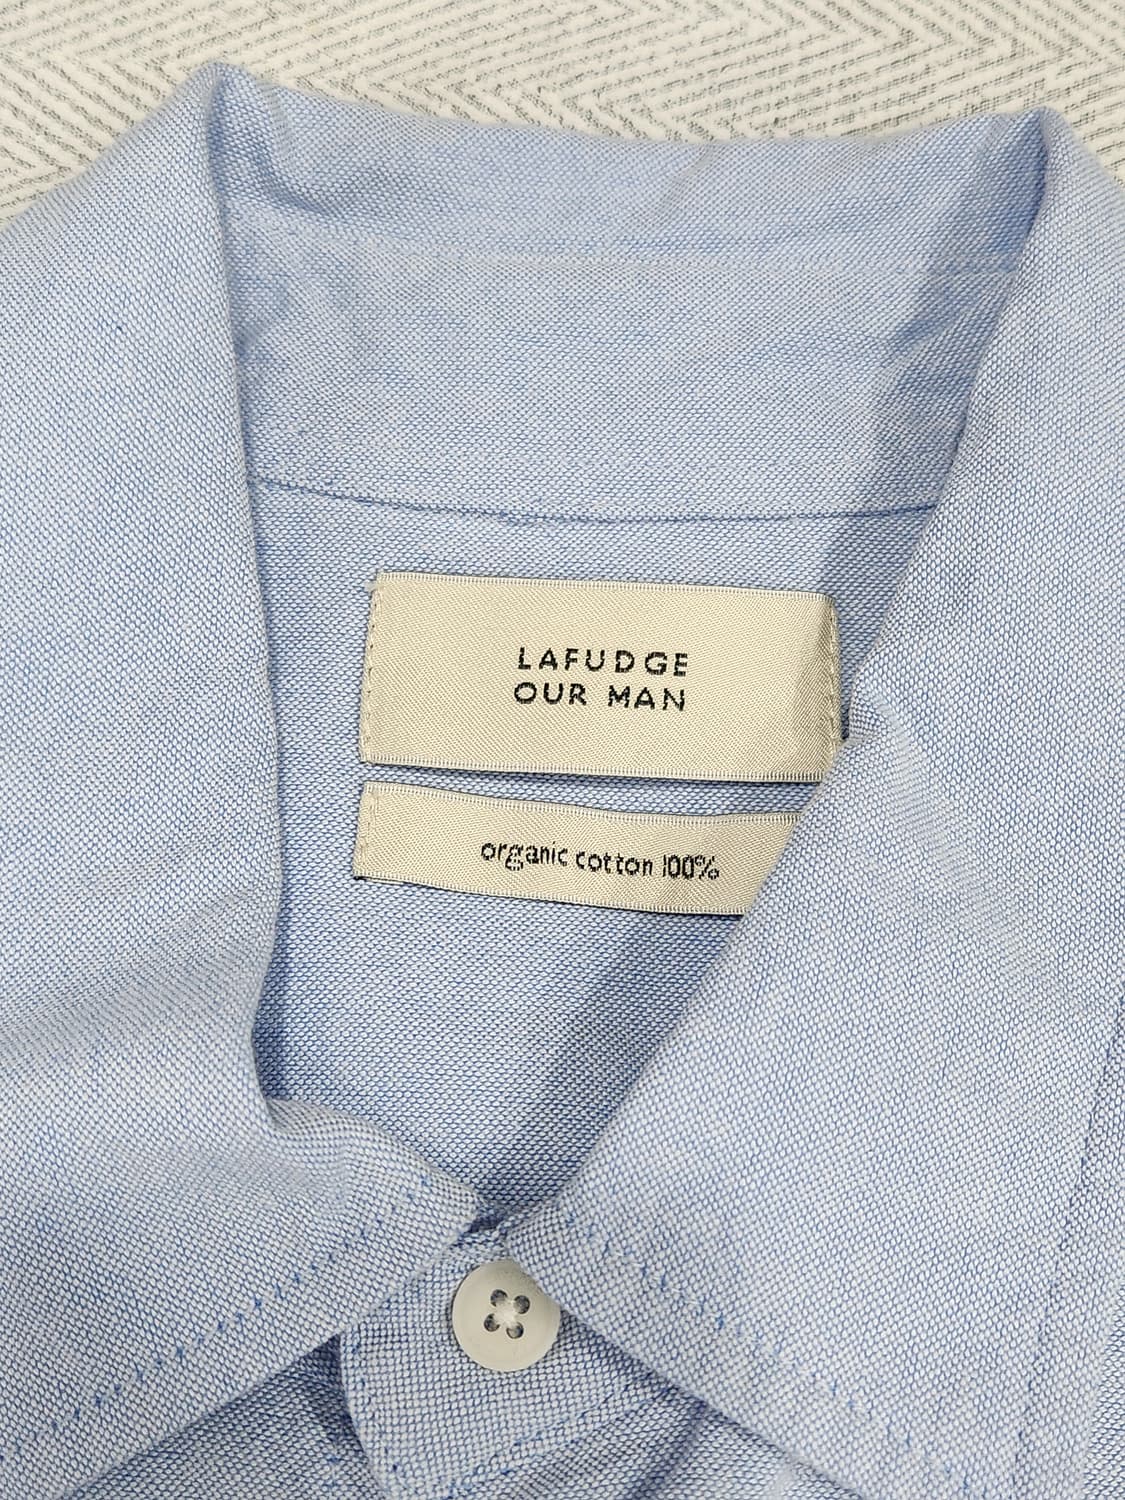 LAFUDGE
OUR MAN
organic cotton 100%